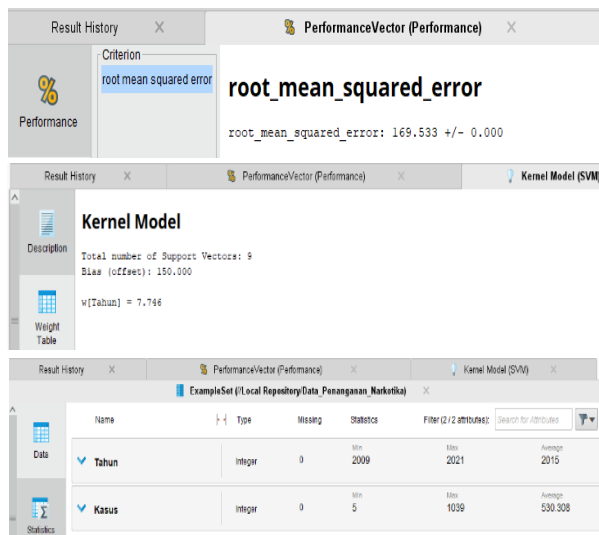 Result History PerformanceVector (Performance)
Criterion
root mean squared error
root_mean_squared_error
root_mean_squared_error: 169.533 +/- 0.000
% Performance
Result History PerformanceVector (Performance) Kernel Model (SVM)
Description
Kernel Model
Total number of Support Vectors: 9
Bias (offset): 150.000
w[Tahun] = 7.746
Weight Table
Result History PerformanceVector (Performance) Kernel Model (SVM)
ExampleSet (//Local Repository/Data_Penanganan_Narkotika)
Name Type Missing Statistics Filter (2 / 2 attributes): Search for Attributes
Data
Tahun Integer 0 Min 2009 Max 2021 Average 2015
Kasus Integer 0 Min 5 Max 1039 Average 530.308
Σ Statistics